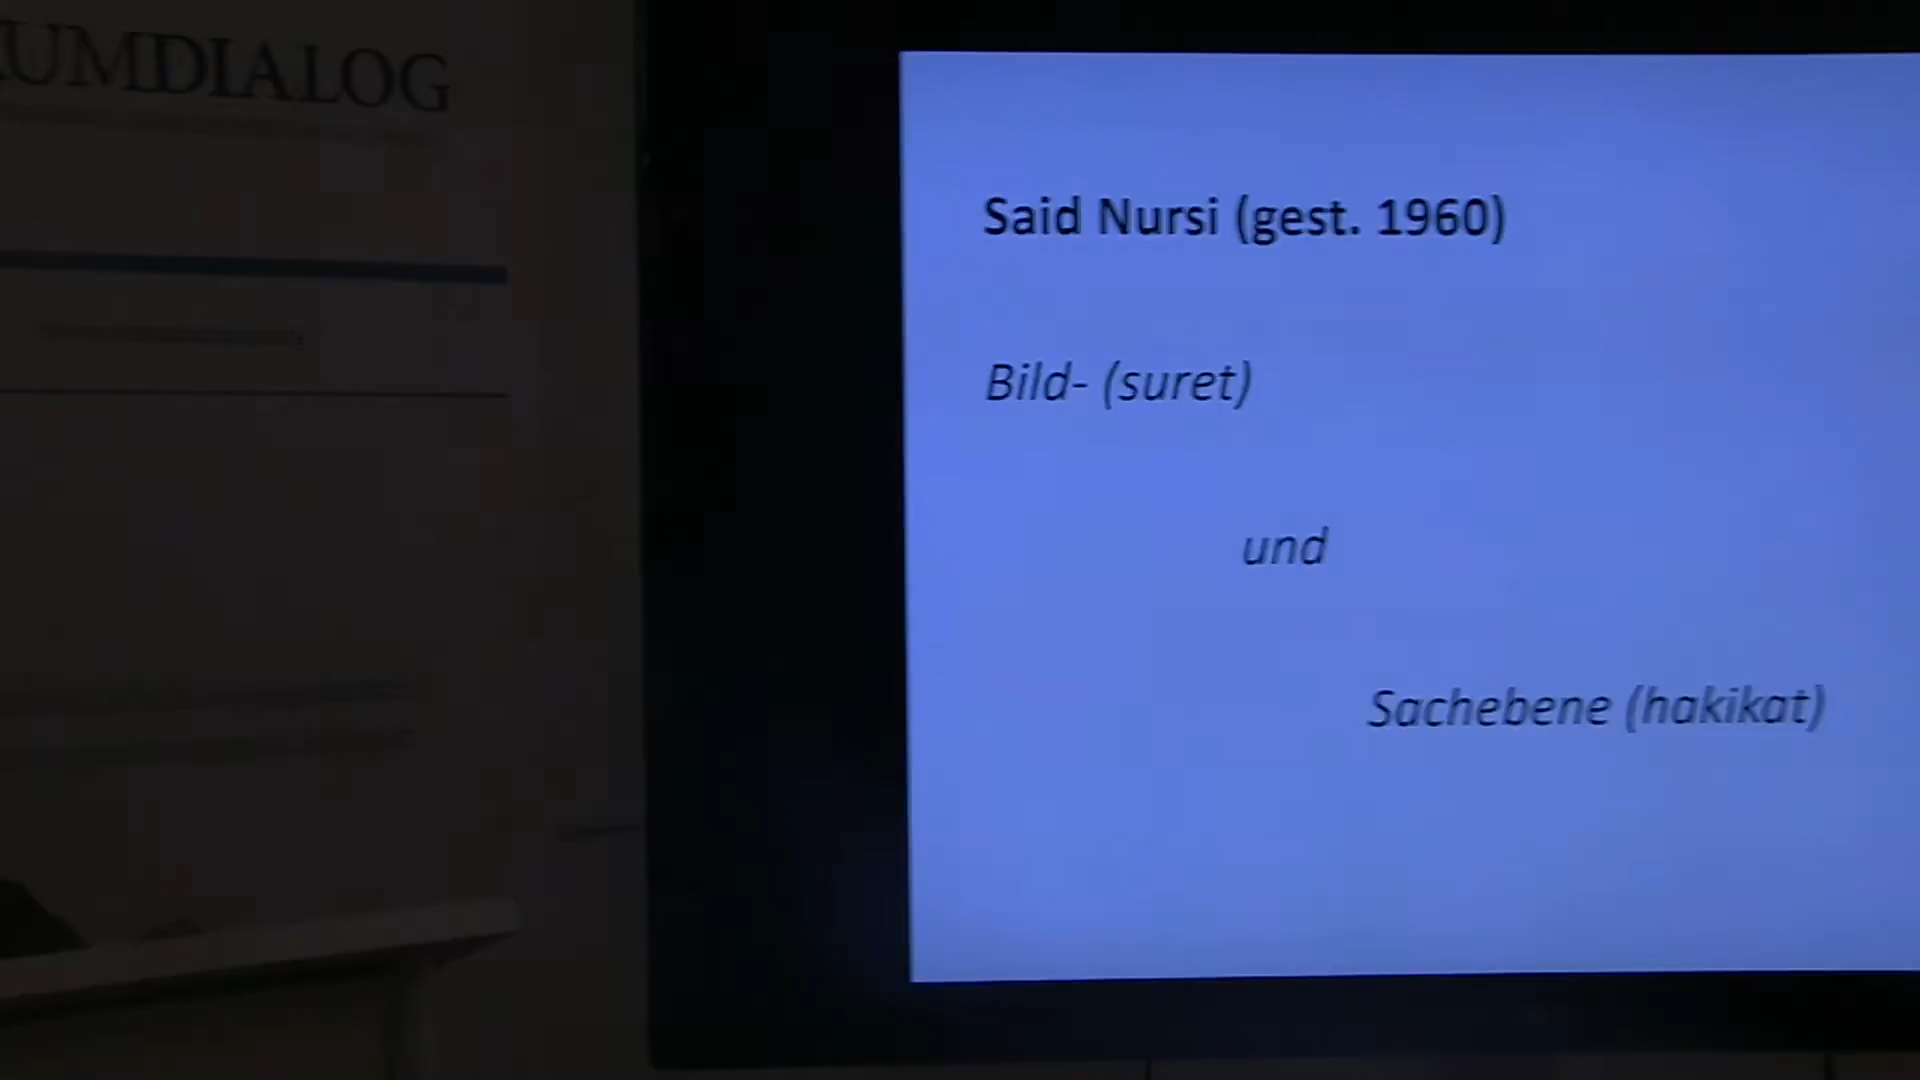 UMDIALOG
Said Nursi (gest. 1960)
Bild- (suret)
und
Sachebene (hakikat)